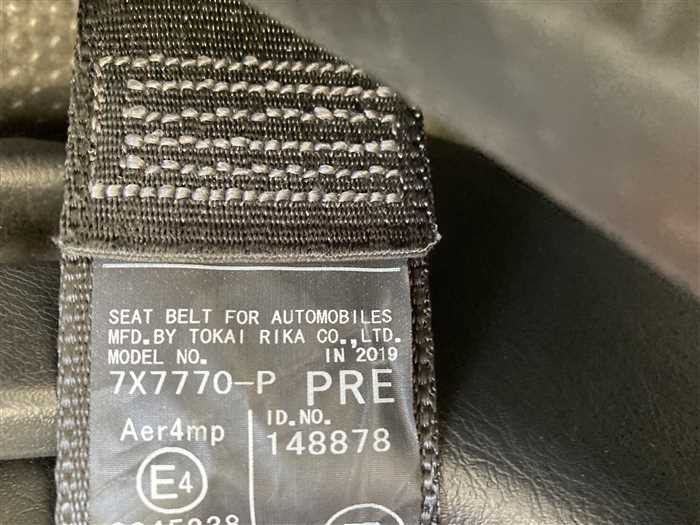 SEAT BELT FOR AUTOMOBILES
MFD.BY TOKAI RIKA CO.,LTD.
MODEL NO. IN 2019
7X7770-P PRE
Aer4mp ID.NO.
148878
E4